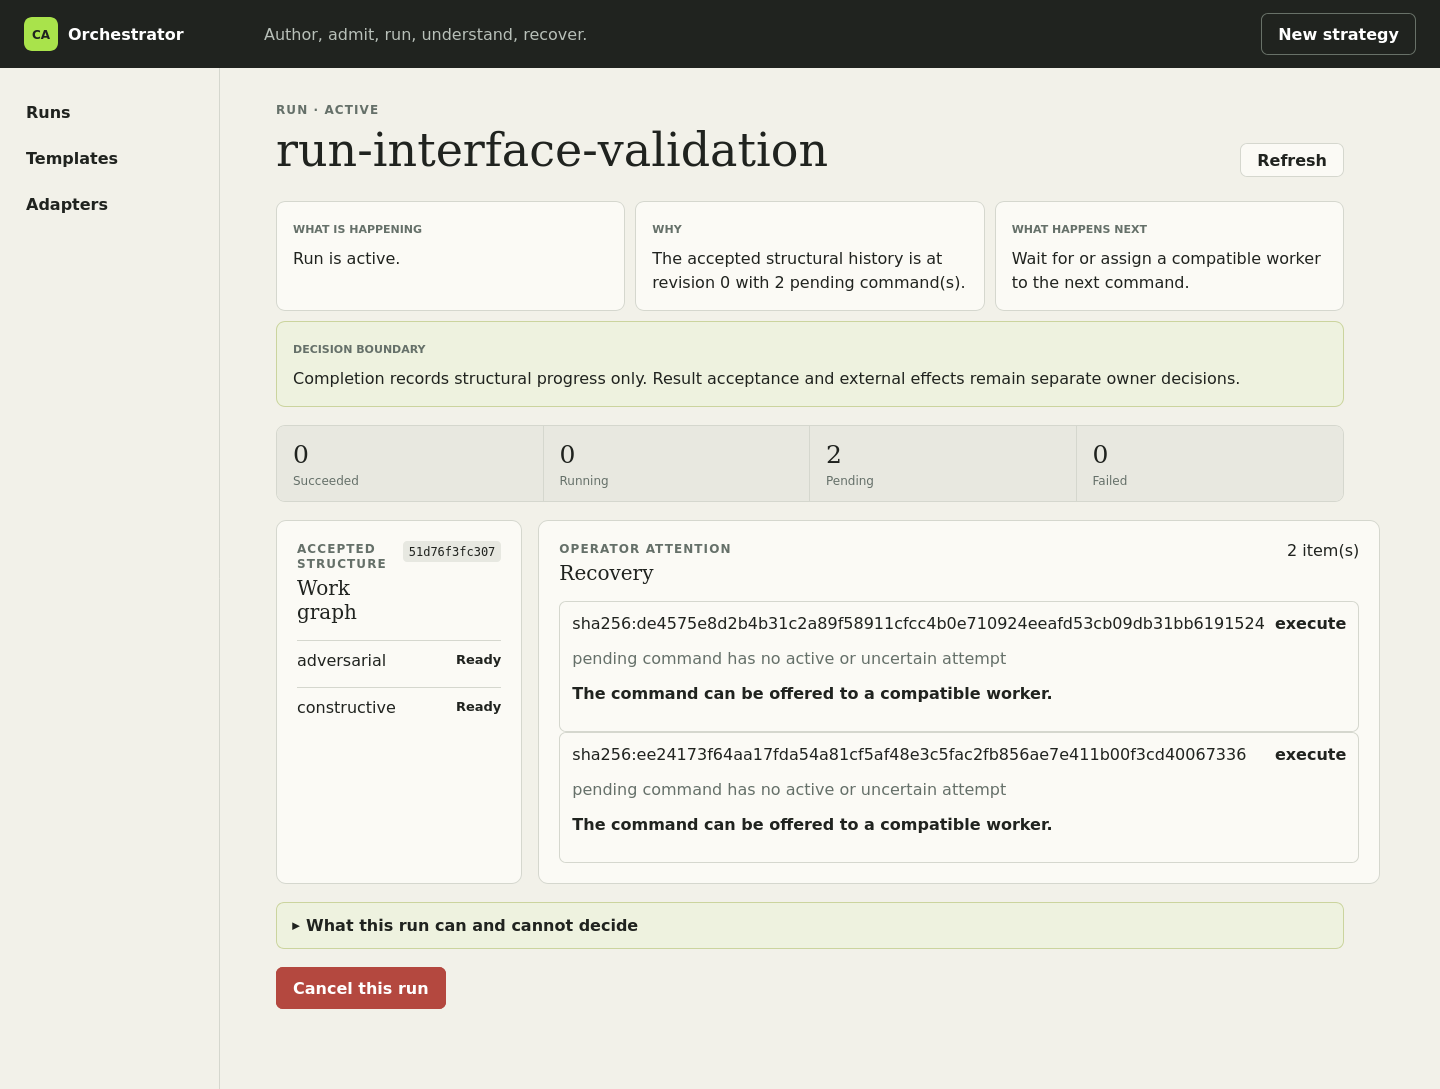 CA
Orchestrator
Author, admit, run, understand, recover.
New strategy
Runs
Templates
Adapters
RUN · ACTIVE
run-interface-validation
Refresh
WHAT IS HAPPENING
Run is active.
WHY
The accepted structural history is at
revision 0 with 2 pending command(s).
WHAT HAPPENS NEXT
Wait for or assign a compatible worker
to the next command.
DECISION BOUNDARY
Completion records structural progress only. Result acceptance and external effects remain separate owner decisions.
0
Succeeded
0
Running
2
Pending
0
Failed
ACCEPTED
STRUCTURE
51d76f3fc307
Work
graph
adversarial
Ready
constructive
Ready
OPERATOR ATTENTION
Recovery
2 item(s)
sha256:de4575e8d2b4b31c2a89f58911cfcc4b0e710924eeafd53cb09db31bb6191524
execute
pending command has no active or uncertain attempt
The command can be offered to a compatible worker.
sha256:ee24173f64aa17fda54a81cf5af48e3c5fac2fb856ae7e411b00f3cd40067336
execute
pending command has no active or uncertain attempt
The command can be offered to a compatible worker.
▸ What this run can and cannot decide
Cancel this run